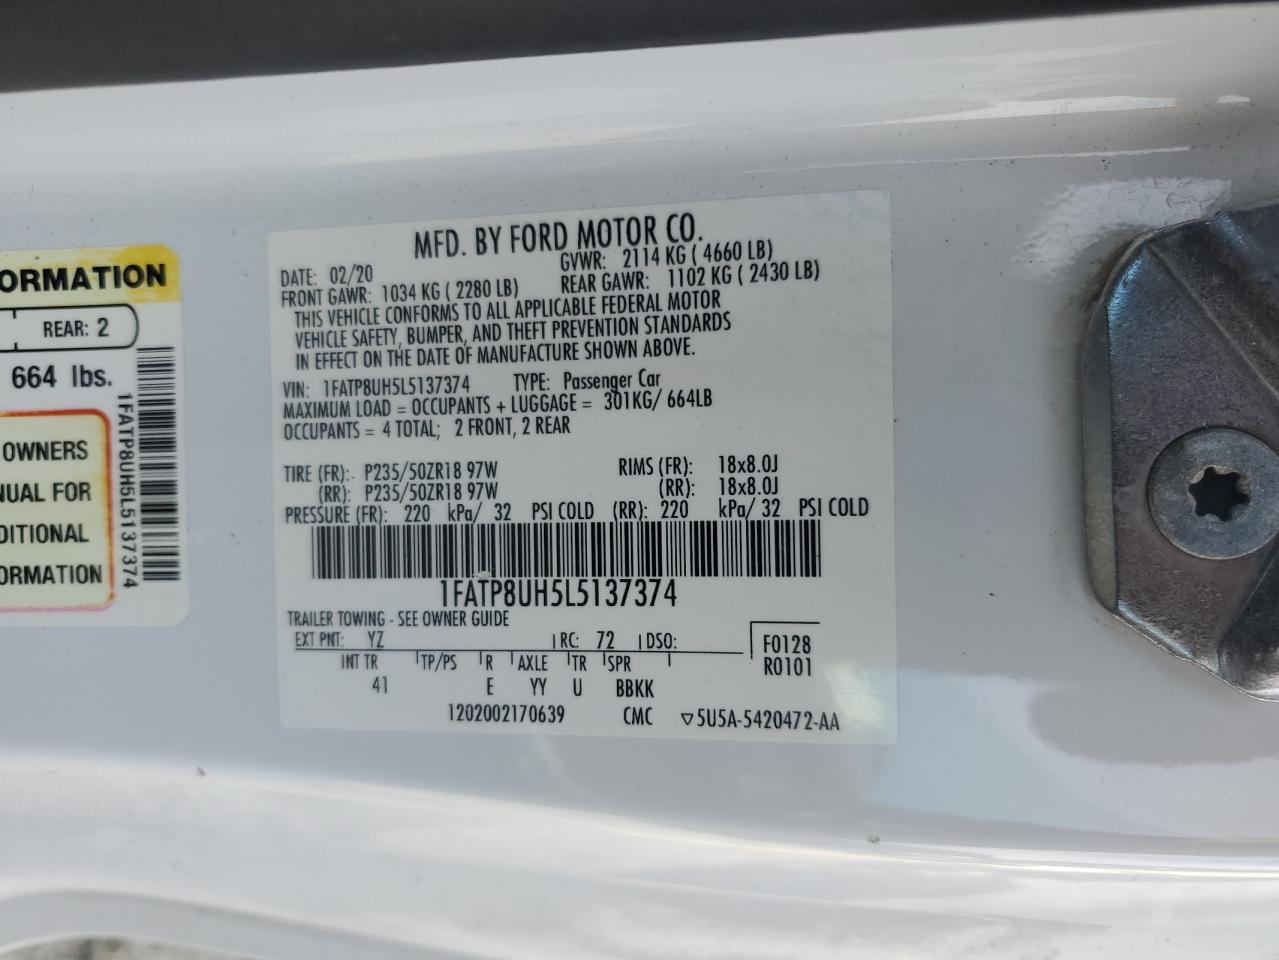 ORMATION
REAR: 2
664 lbs.
OWNERS
NUAL FOR
DITIONAL
ORMATION
1FATP8UH5L5137374
MFD. BY FORD MOTOR CO.
DATE: 02/20 GVWR: 2114 KG ( 4660 LB)
FRONT GAWR: 1034 KG ( 2280 LB) REAR GAWR: 1102 KG ( 2430 LB)
THIS VEHICLE CONFORMS TO ALL APPLICABLE FEDERAL MOTOR
VEHICLE SAFETY, BUMPER, AND THEFT PREVENTION STANDARDS
IN EFFECT ON THE DATE OF MANUFACTURE SHOWN ABOVE.
VIN: 1FATP8UH5L5137374 TYPE: Passenger Car
MAXIMUM LOAD = OCCUPANTS + LUGGAGE = 301KG/ 664LB
OCCUPANTS = 4 TOTAL; 2 FRONT, 2 REAR
TIRE (FR): P235/50ZR18 97W RIMS (FR): 18x8.0J
(RR): P235/50ZR18 97W (RR): 18x8.0J
PRESSURE (FR): 220 kPa/ 32 PSI COLD (RR): 220 kPa/ 32 PSI COLD
1FATP8UH5L5137374
TRAILER TOWING - SEE OWNER GUIDE
EXT PNT: YZ RC: 72 DSO: F0128
INT TR TP/PS R AXLE TR SPR R0101
41 E YY U BBKK
1202002170639 CMC ▽5U5A-5420472-AA